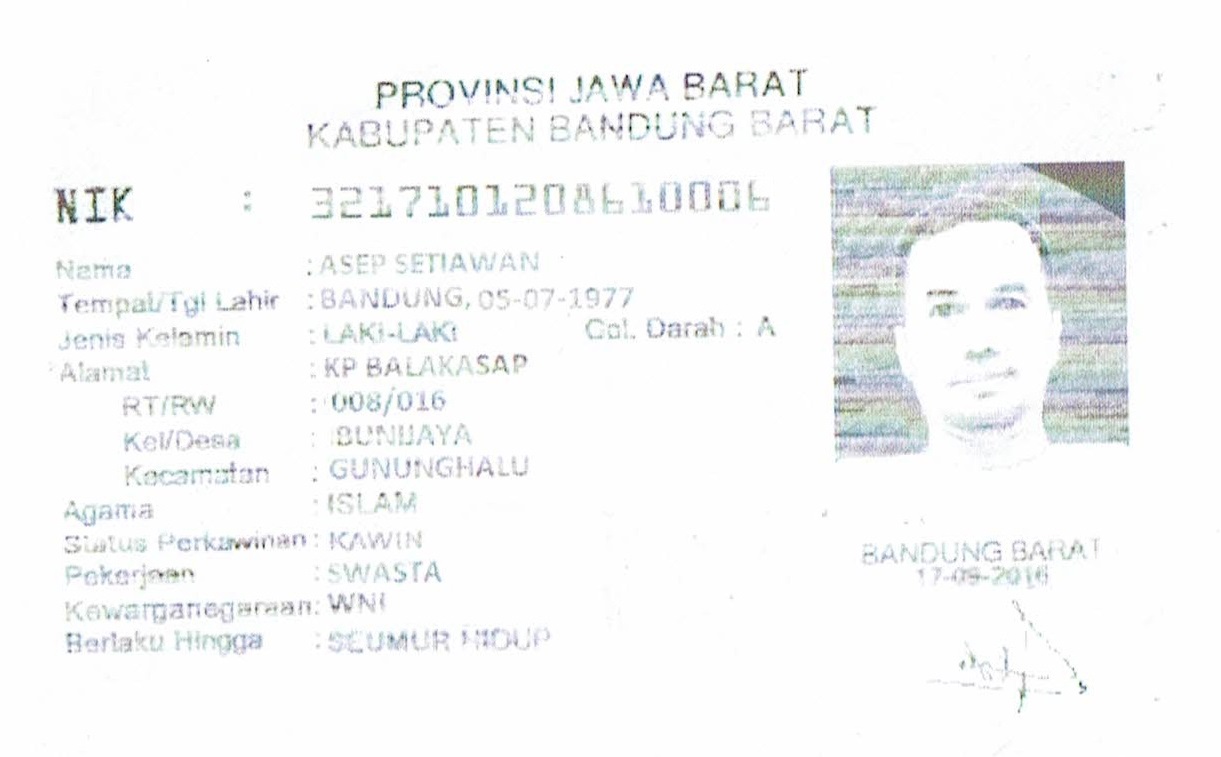 PROVINSI JAWA BARAT
KABUPATEN BANDUNG BARAT
NIK : 3217101208610006
Nama : ASEP SETIAWAN
Tempat/Tgl Lahir : BANDUNG, 05-07-1977
Jenis Kelamin : LAKI-LAKI Gol. Darah : A
Alamat : KP BALAKASAP
RT/RW : 008/016
Kel/Desa : BUNIJAYA
Kecamatan : GUNUNGHALU
Agama : ISLAM
Status Perkawinan : KAWIN
Pekerjaan : SWASTA
Kewarganegaraan : WNI
Berlaku Hingga : SEUMUR HIDUP
BANDUNG BARAT
17-09-2016